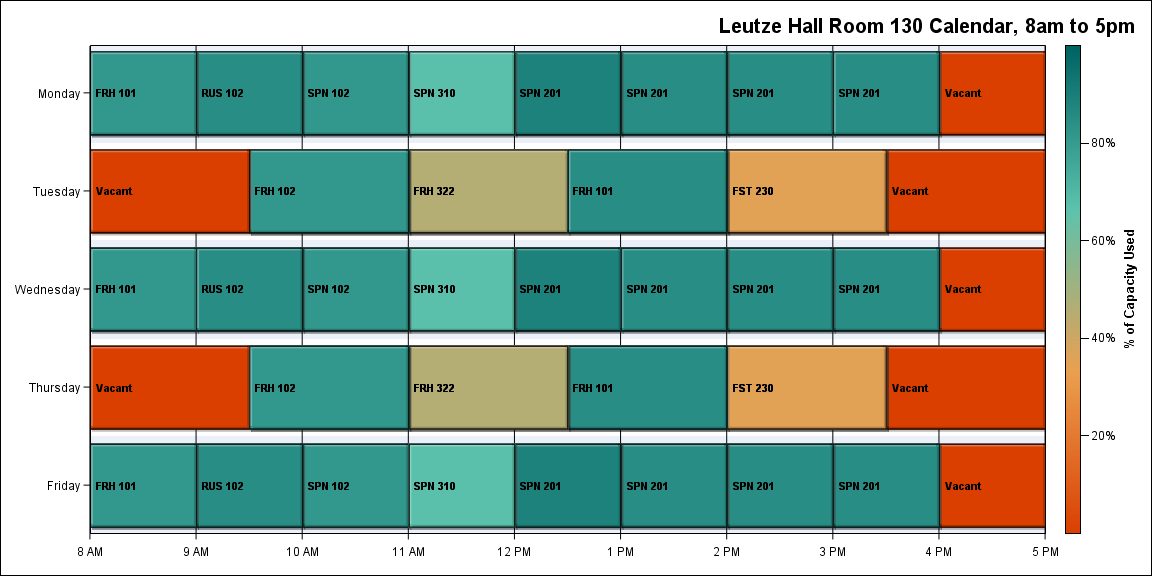 Leutze Hall Room 130 Calendar, 8am to 5pm
Monday
FRH 101
RUS 102
SPN 102
SPN 310
SPN 201
SPN 201
SPN 201
SPN 201
Vacant
Tuesday
Vacant
FRH 102
FRH 322
FRH 101
FST 230
Vacant
Wednesday
FRH 101
RUS 102
SPN 102
SPN 310
SPN 201
SPN 201
SPN 201
SPN 201
Vacant
Thursday
Vacant
FRH 102
FRH 322
FRH 101
FST 230
Vacant
Friday
FRH 101
RUS 102
SPN 102
SPN 310
SPN 201
SPN 201
SPN 201
SPN 201
Vacant
8 AM
9 AM
10 AM
11 AM
12 PM
1 PM
2 PM
3 PM
4 PM
5 PM
80%
60%
40%
20%
% of Capacity Used